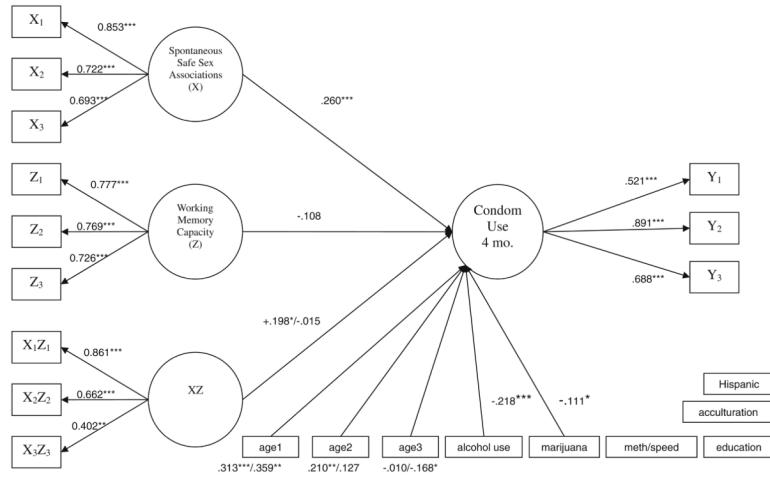 X1
X2
X3
0.853***
0.722***
0.693***
Spontaneous
Safe Sex
Associations
(X)
.260***
Z1
Z2
Z3
0.777***
0.769***
0.726***
Working
Memory
Capacity
(Z)
-.108
Condom
Use
4 mo.
.521***
.891***
.688***
Y1
Y2
Y3
X1Z1
X2Z2
X3Z3
0.861***
0.662***
0.402**
XZ
+.198*/-.015
-.218***
-.111*
Hispanic
acculturation
age1
age2
age3
alcohol use
marijuana
meth/speed
education
.313***/.359**
.210**/.127
-.010/-.168*